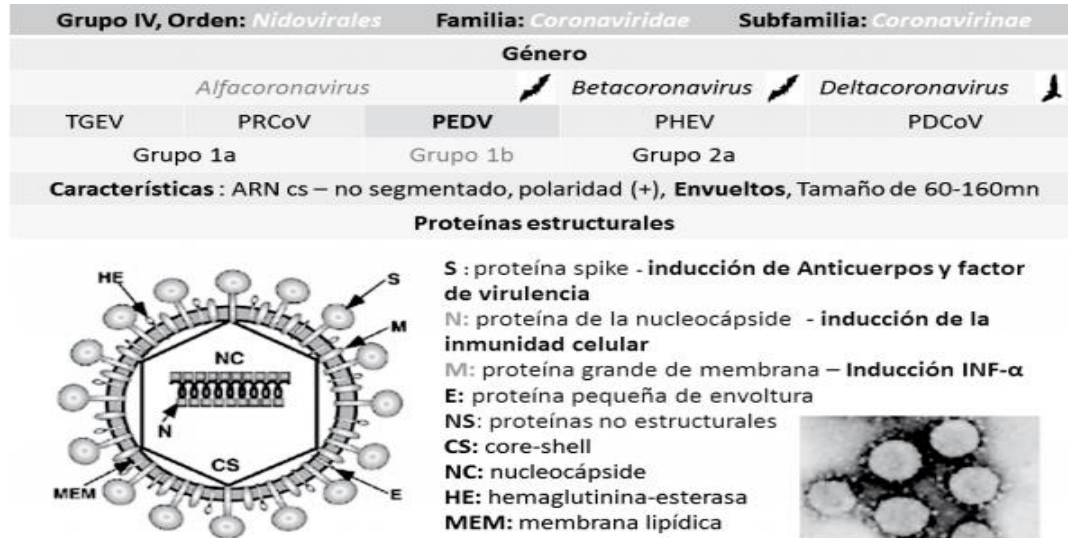 Grupo IV, Orden: Nidovirales Familia: Coronaviridae Subfamilia: Coronavirinae
Género
Alfacoronavirus Betacoronavirus Deltacoronavirus
TGEV PRCoV PEDV PHEV PDCoV
Grupo 1a Grupo 1b Grupo 2a
Características : ARN cs – no segmentado, polaridad (+), Envueltos, Tamaño de 60-160mn
Proteínas estructurales
HE
S
M
NC
N
CS
MEM
E
S : proteína spike - inducción de Anticuerpos y factor
de virulencia
N: proteína de la nucleocápside - inducción de la
inmunidad celular
M: proteína grande de membrana – Inducción INF-α
E: proteína pequeña de envoltura
NS: proteínas no estructurales
CS: core-shell
NC: nucleocápside
HE: hemaglutinina-esterasa
MEM: membrana lipídica